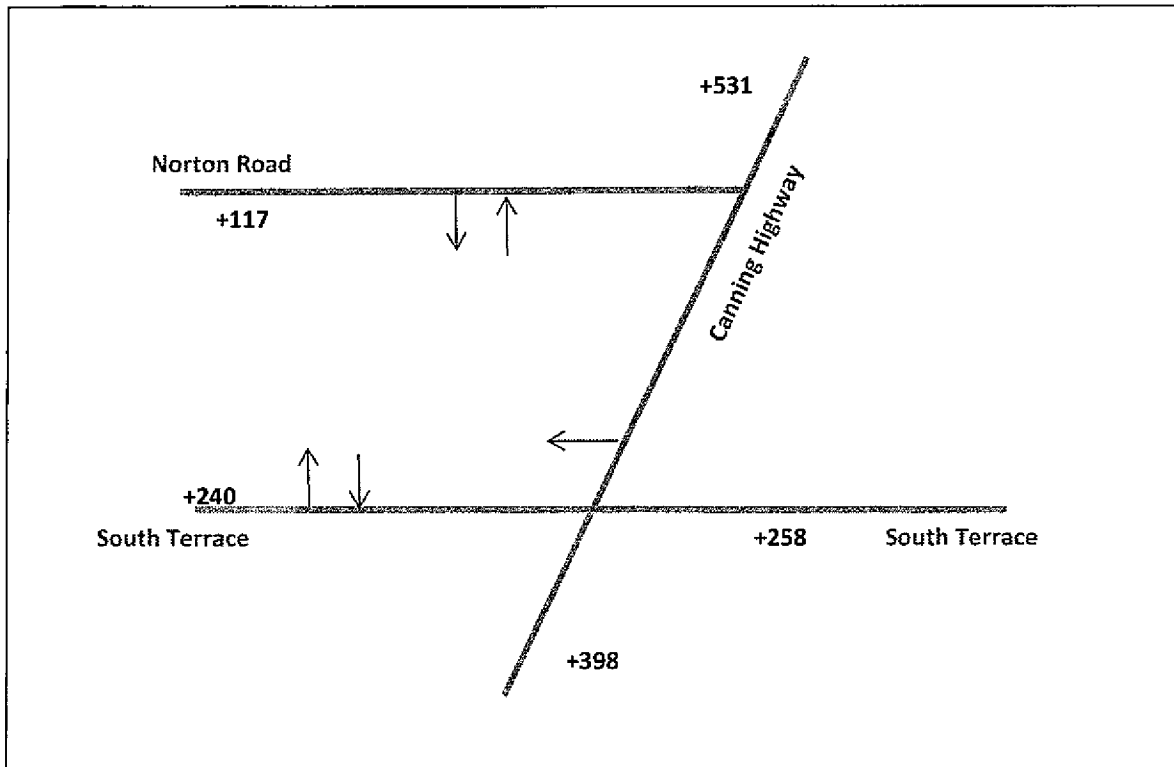 +531
Norton Road
+117
Canning Highway
+240
South Terrace
+258
South Terrace
+398